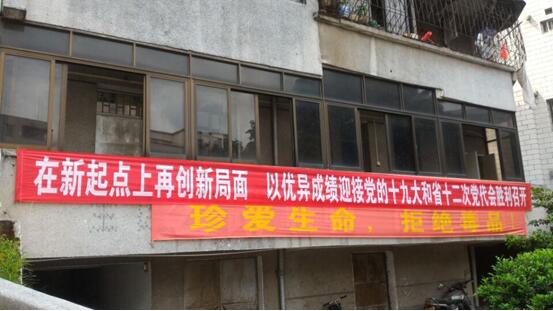 在新起点上再创新局面 以优异成绩迎接党的十九大和省十二次党代会胜利召开
珍爱生命，拒绝毒品！